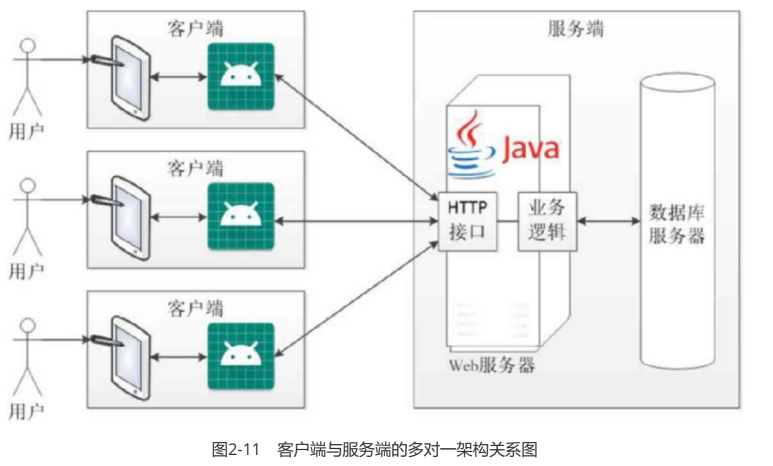 客户端
用户
客户端
用户
客户端
用户
服务端
Java
HTTP
接口
业务
逻辑
Web服务器
数据库
服务器
图2-11 客户端与服务端的多对一架构关系图